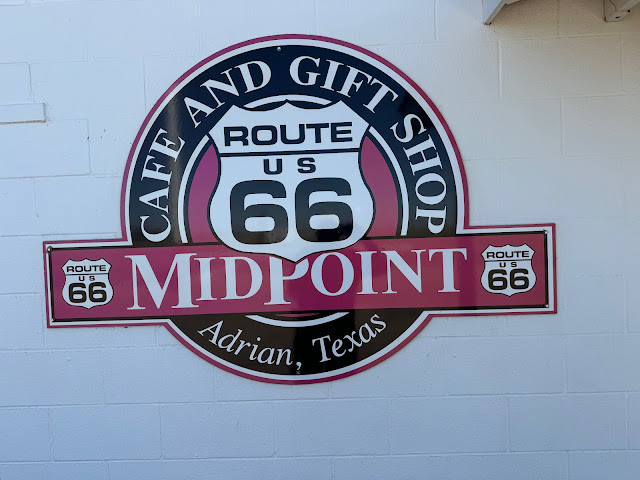 CAFE AND GIFT SHOP
ROUTE
US
66
ROUTE
US
66
MIDPOINT
ROUTE
US
66
Adrian, Texas